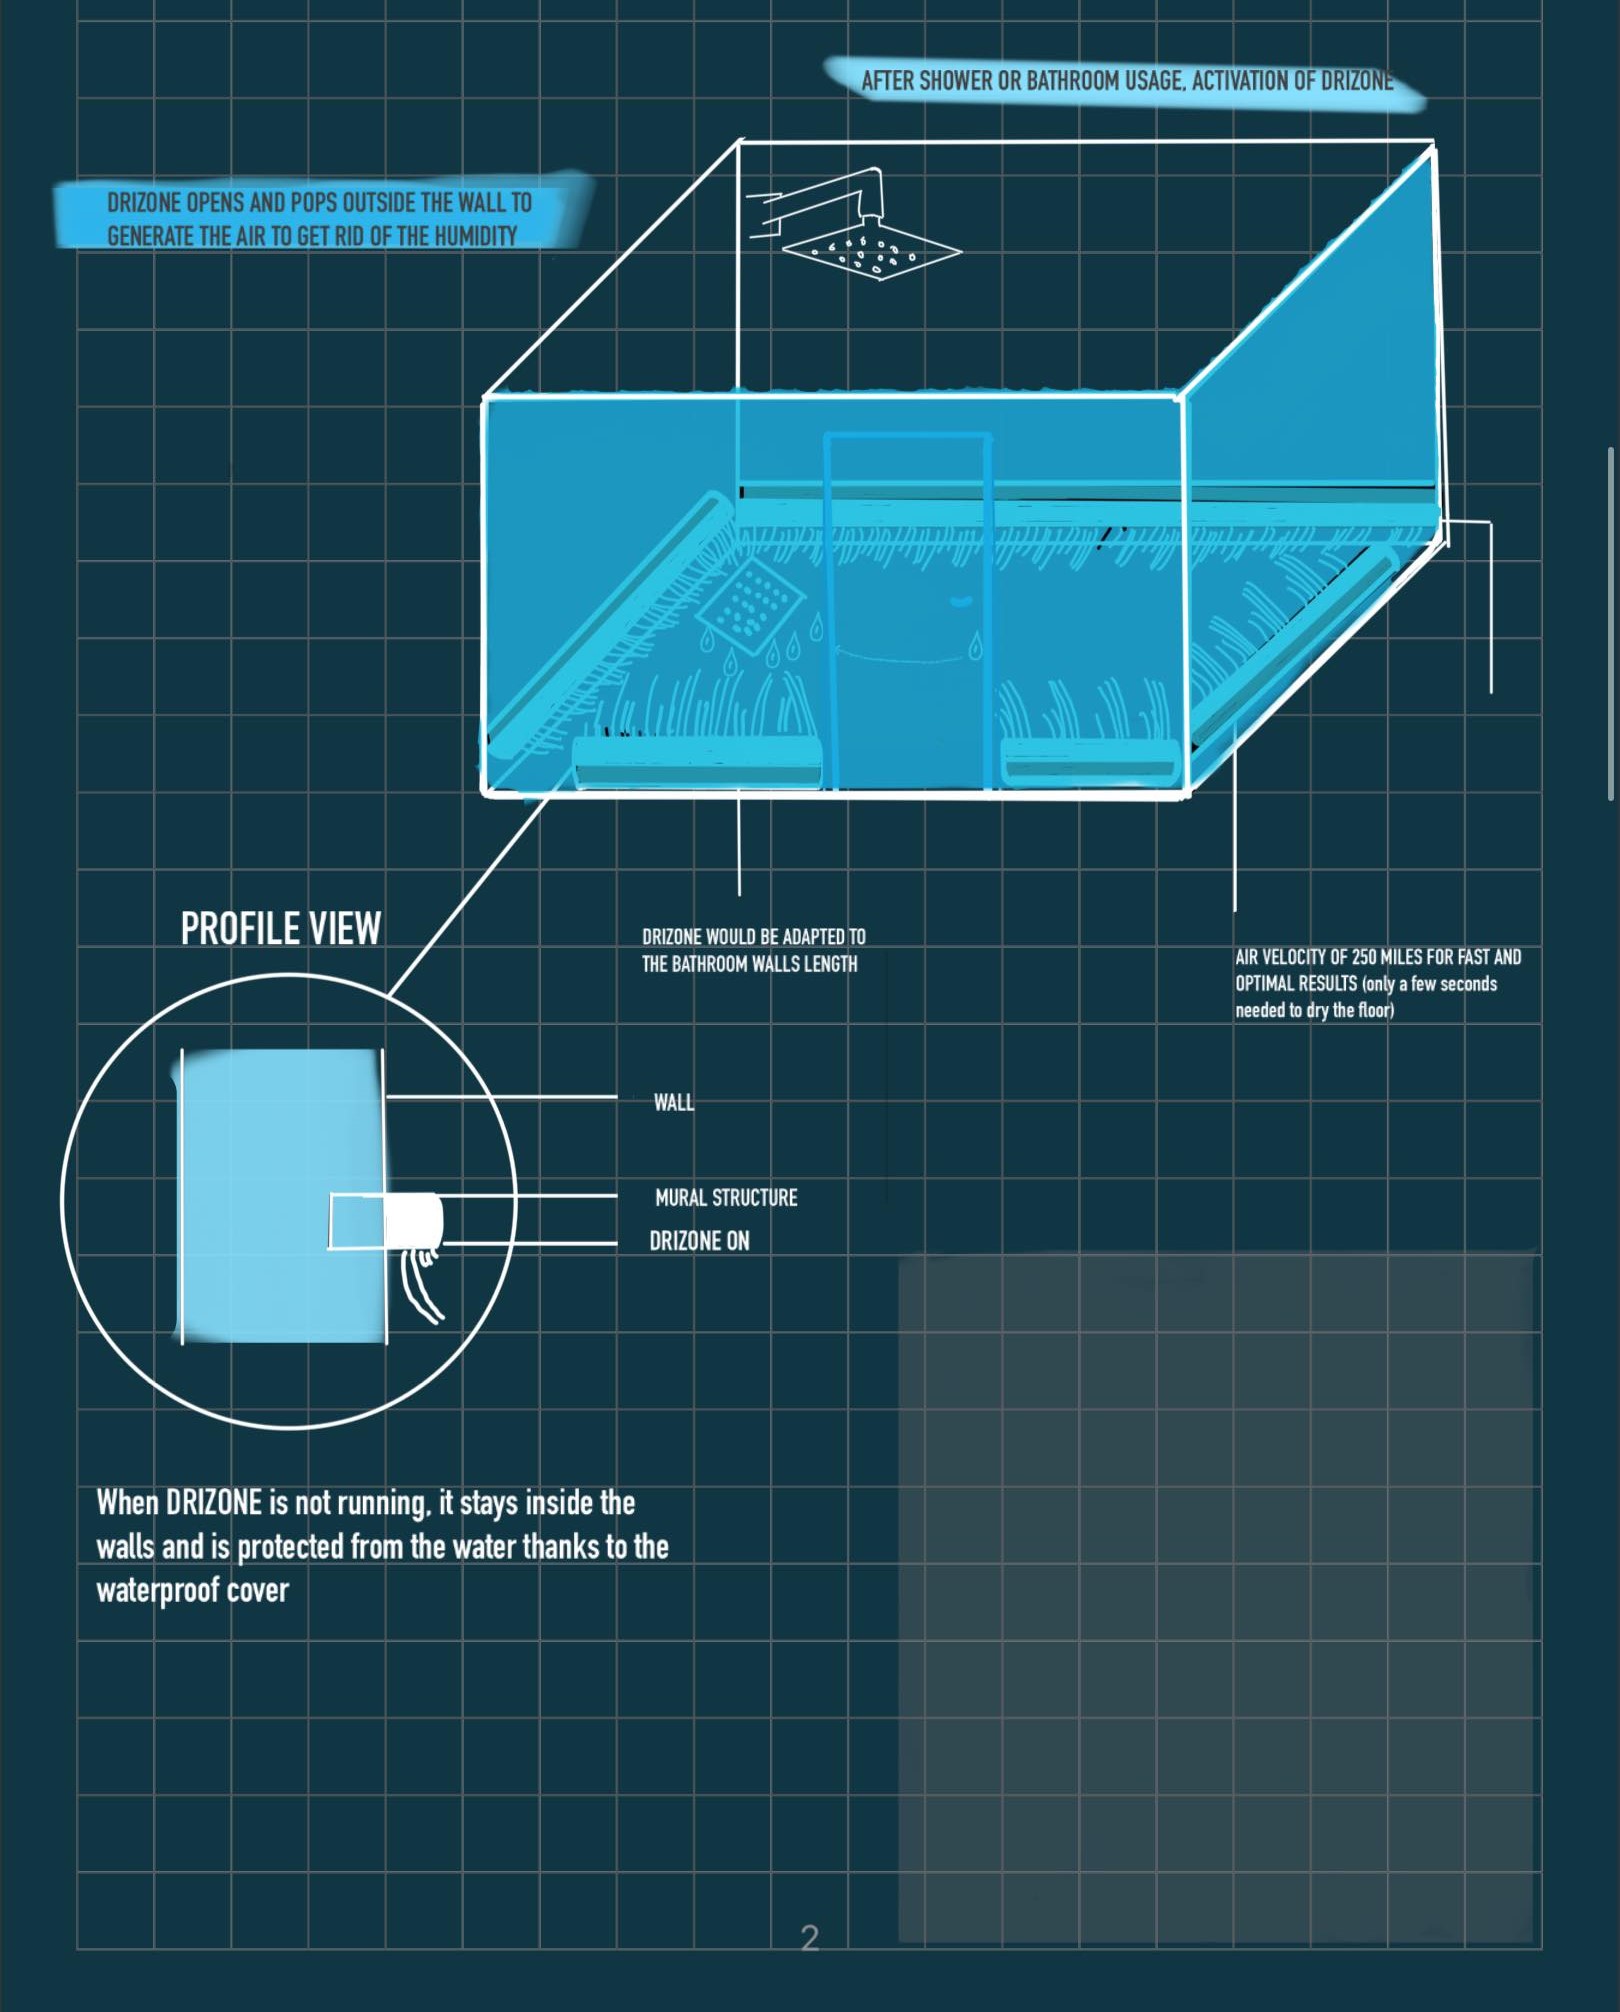 AFTER SHOWER OR BATHROOM USAGE, ACTIVATION OF DRIZONE
DRIZONE OPENS AND POPS OUTSIDE THE WALL TO
GENERATE THE AIR TO GET RID OF THE HUMIDITY
PROFILE VIEW
DRIZONE WOULD BE ADAPTED TO
THE BATHROOM WALLS LENGTH
AIR VELOCITY OF 250 MILES FOR FAST AND
OPTIMAL RESULTS (only a few seconds
needed to dry the floor)
WALL
MURAL STRUCTURE
DRIZONE ON
When DRIZONE is not running, it stays inside the
walls and is protected from the water thanks to the
waterproof cover
2